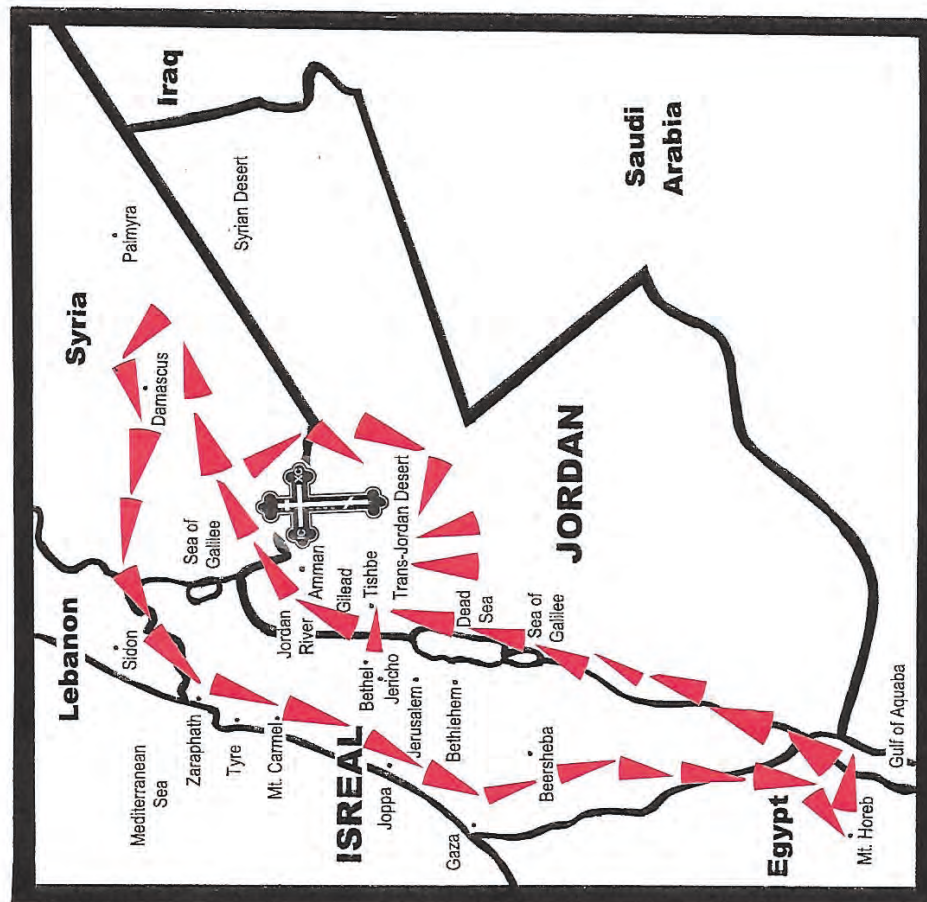 Lebanon
Syria
Iraq
Mediterranean
Sea
Sidon
Palmyra
Damascus
Zaraphath
Sea of
Galilee
Tyre
Syrian Desert
Mt. Carmel
Jordan
River
IC XC
Amman
ISREAL
Gilead
Bethel
Tishbe
Jericho
Joppa
Jerusalem
Trans-Jordan Desert
Gaza
Bethlehem
Dead
Sea
Sea of
Galilee
Beersheba
JORDAN
Saudi
Arabia
Egypt
Mt. Horeb
Gulf of Aquaba